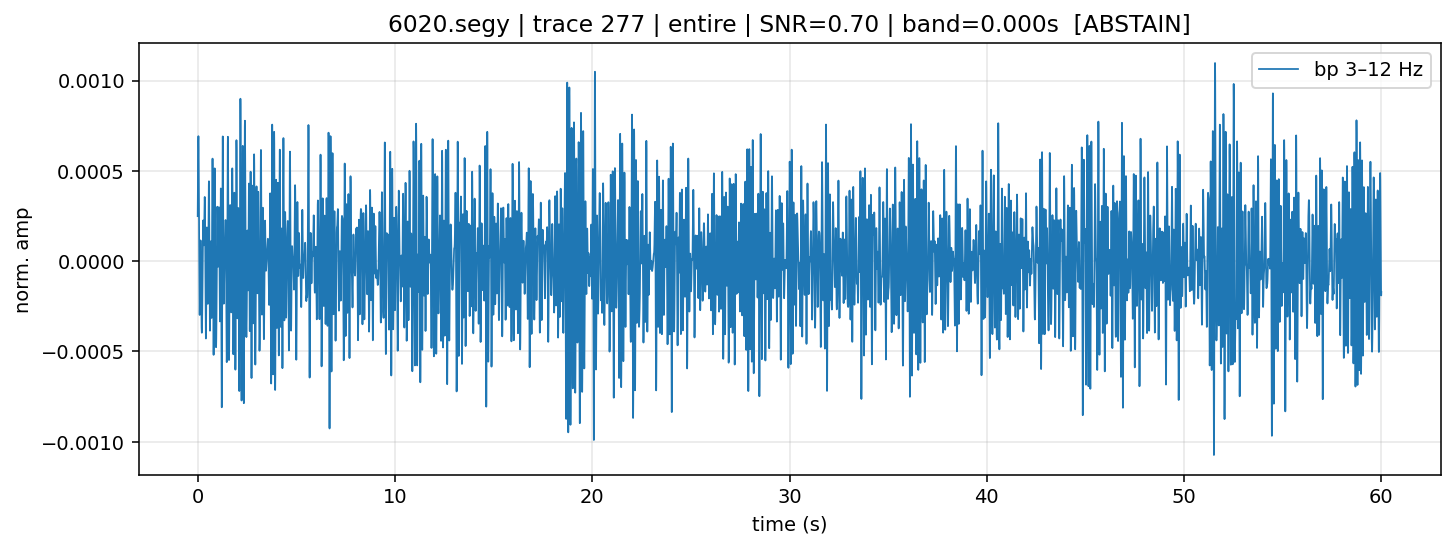 6020.segy | trace 277 | entire | SNR=0.70 | band=0.000s  [ABSTAIN]
bp 3–12 Hz
0.0010
0.0005
0.0000
−0.0005
−0.0010
norm. amp
0 10 20 30 40 50 60
time (s)